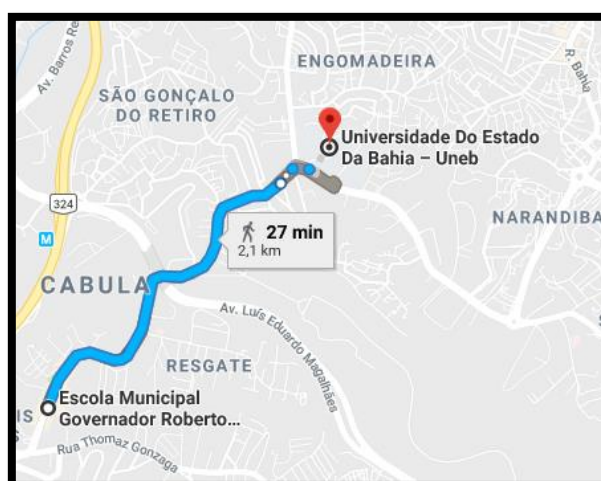 Av. Barros Re
ENGOMADEIRA
R. Bahia
SÃO GONÇALO
DO RETIRO
Universidade Do Estado
Da Bahia – Uneb
324
27 min
2,1 km
NARANDIBA
M
CABULA
Av. Luís Eduardo Magalhães
RESGATE
Escola Municipal
Governador Roberto...
IS
Rua Thomaz Gonzaga